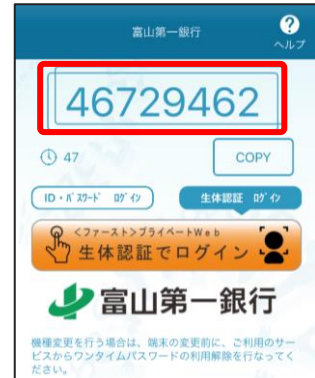 富山第一銀行
?
ヘルプ
46729462
47
COPY
ID・パスワード ログイン
生体認証 ログイン
<ファースト>プライベートWeb
生体認証でログイン
富山第一銀行
機種変更を行う場合は、端末の変更前に、ご利用のサー
ビスからワンタイムパスワードの利用解除を行なってく
ださい。